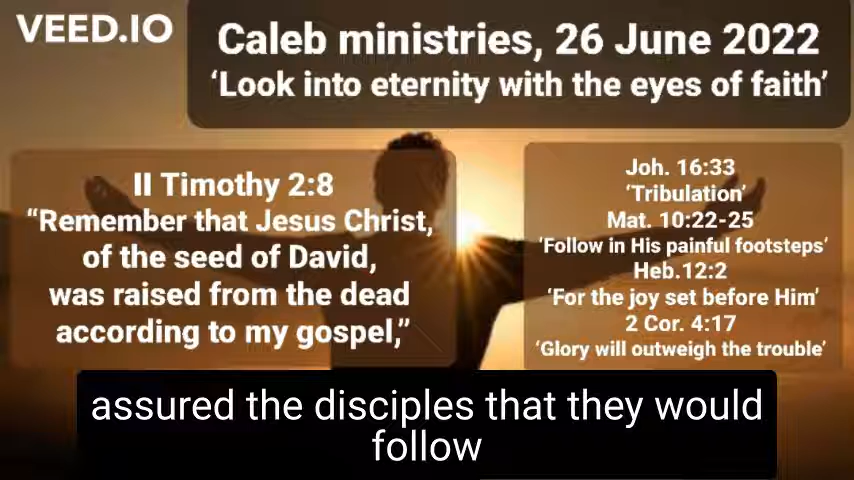 VEED.IO
Caleb ministries, 26 June 2022
‘Look into eternity with the eyes of faith’
II Timothy 2:8
“Remember that Jesus Christ,
of the seed of David,
was raised from the dead
according to my gospel,”
Joh. 16:33
‘Tribulation’
Mat. 10:22-25
‘Follow in His painful footsteps’
Heb.12:2
‘For the joy set before Him’
2 Cor. 4:17
‘Glory will outweigh the trouble’
assured the disciples that they would
follow